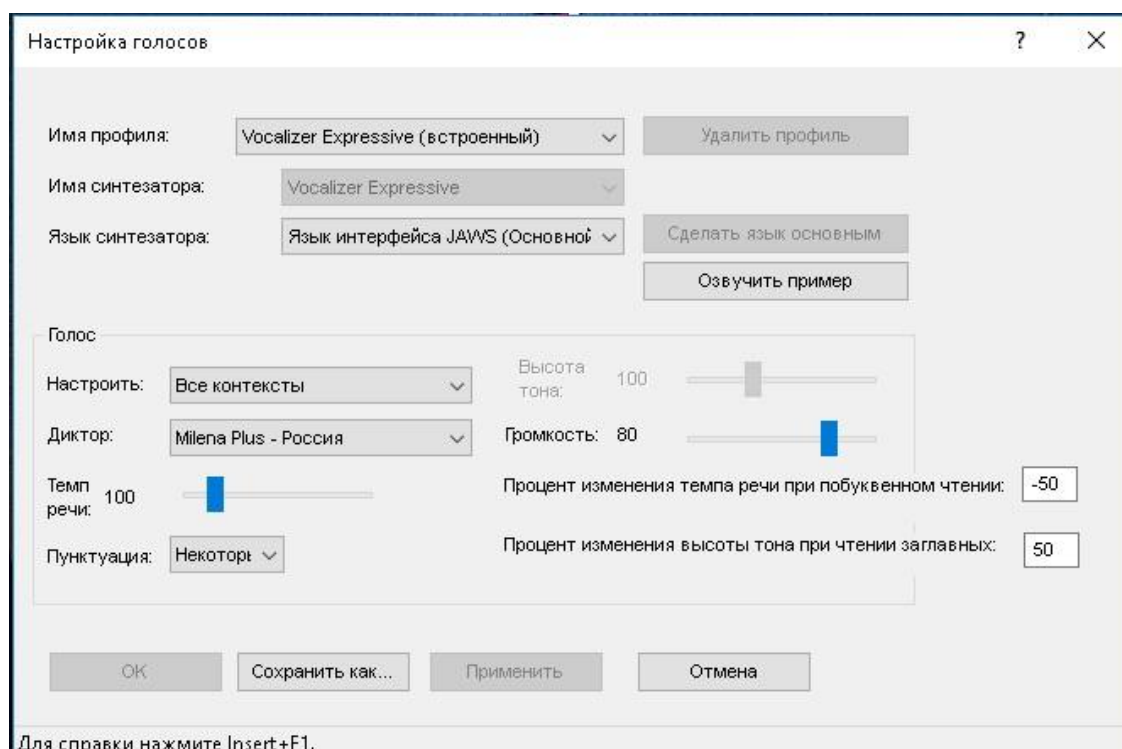 Настройка голосов ?
Имя профиля: Vocalizer Expressive (встроенный) Удалить профиль
Имя синтезатора: Vocalizer Expressive
Язык синтезатора: Язык интерфейса JAWS (Основной Сделать язык основным
Озвучить пример
Голос
Настроить: Все контексты
Высота
тона: 100
Диктор: Milena Plus - Россия Громкость: 80
Темп
речи: 100
Процент изменения темпа речи при побуквенном чтении: -50
Пунктуация: Некоторы
Процент изменения высоты тона при чтении заглавных: 50
OK Сохранить как... Применить Отмена
Для справки нажмите Insert+F1.